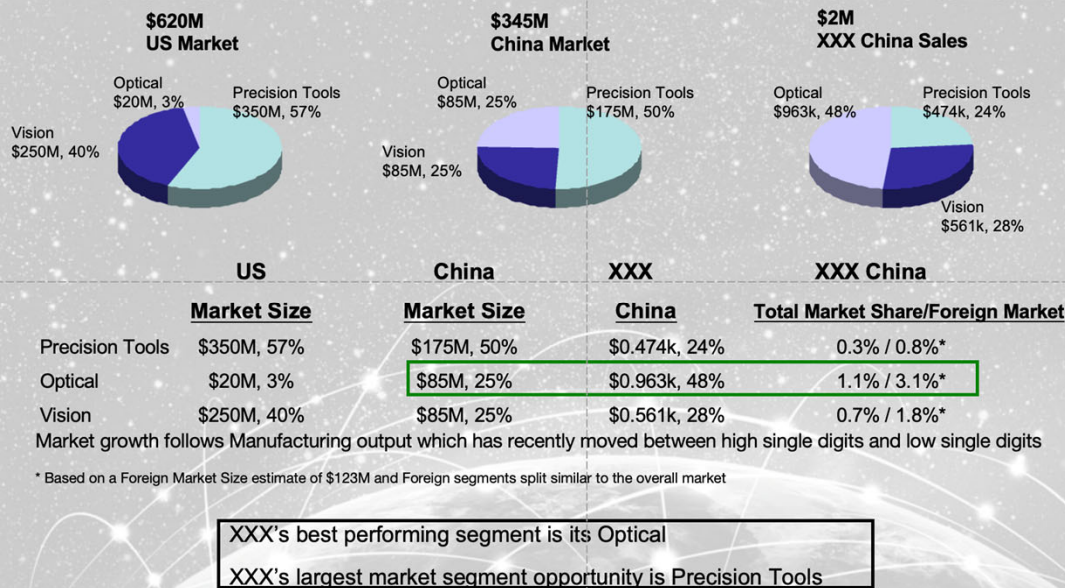 $620M
US Market
$345M
China Market
$2M
XXX China Sales
Optical
$20M, 3%
Precision Tools
$350M, 57%
Vision
$250M, 40%
Optical
$85M, 25%
Precision Tools
$175M, 50%
Vision
$85M, 25%
Optical
$963k, 48%
Precision Tools
$474k, 24%
Vision
$561k, 28%
US China XXX XXX China
Market Size Market Size China Total Market Share/Foreign Market
Precision Tools $350M, 57% $175M, 50% $0.474k, 24% 0.3% / 0.8%*
Optical $20M, 3% $85M, 25% $0.963k, 48% 1.1% / 3.1%*
Vision $250M, 40% $85M, 25% $0.561k, 28% 0.7% / 1.8%*
Market growth follows Manufacturing output which has recently moved between high single digits and low single digits
* Based on a Foreign Market Size estimate of $123M and Foreign segments split similar to the overall market
XXX's best performing segment is its Optical
XXX's largest market segment opportunity is Precision Tools